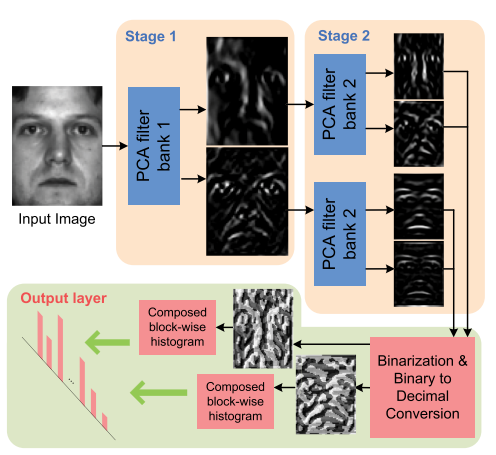 Stage 1
Stage 2
PCA filter
bank 1
PCA filter
bank 2
PCA filter
bank 2
Input Image
Output layer
Composed
block-wise
histogram
Composed
block-wise
histogram
Binarization &
Binary to
Decimal
Conversion
...